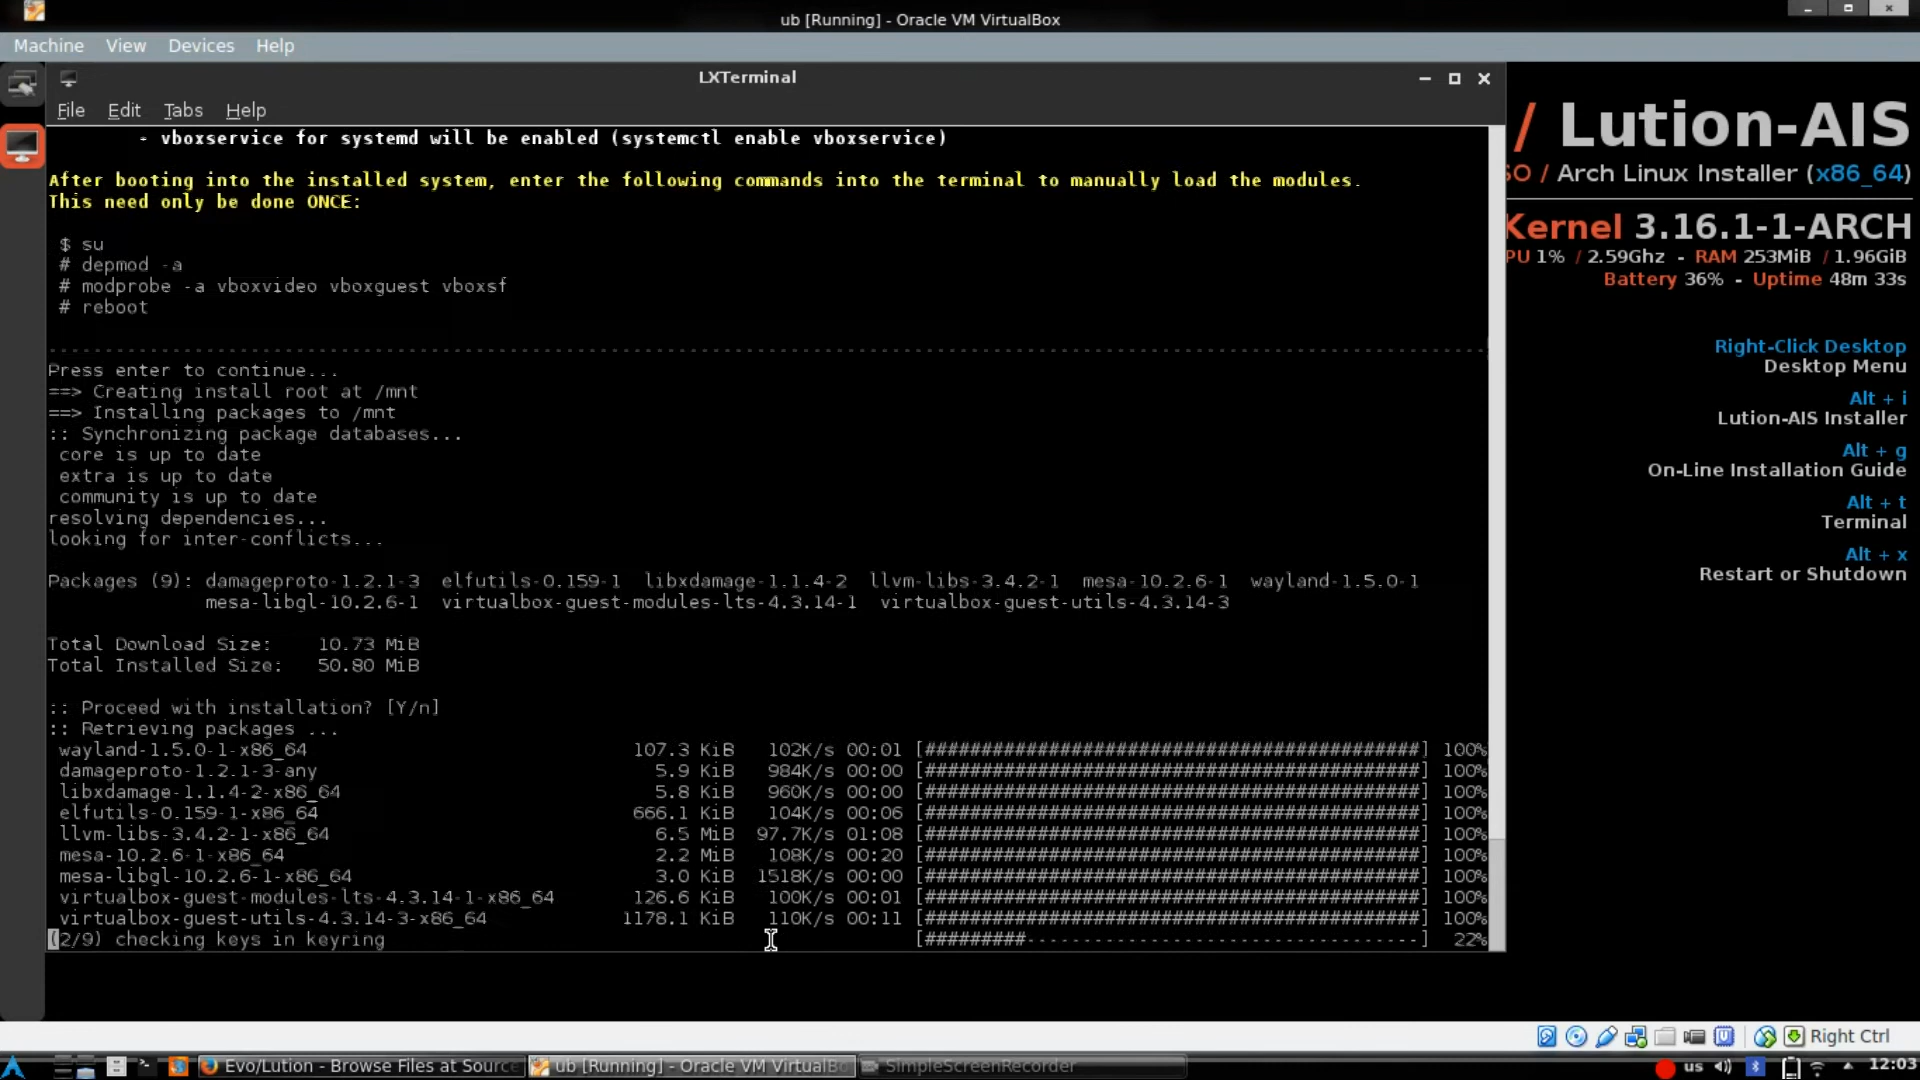 ub [Running] - Oracle VM VirtualBox
Machine View Devices Help
LXTerminal
File Edit Tabs Help
- vboxservice for systemd will be enabled (systemctl enable vboxservice)
After booting into the installed system, enter the following commands into the terminal to manually load the modules.
This need only be done ONCE:
$ su
# depmod -a
# modprobe -a vboxvideo vboxguest vboxsf
# reboot
Press enter to continue...
==> Creating install root at /mnt
==> Installing packages to /mnt
:: Synchronizing package databases...
core is up to date
extra is up to date
community is up to date
resolving dependencies...
looking for inter-conflicts...
Packages (9): damageproto-1.2.1-3 elfutils-0.159-1 libxdamage-1.1.4-2 llvm-libs-3.4.2-1 mesa-10.2.6-1 wayland-1.5.0-1
mesa-libgl-10.2.6-1 virtualbox-guest-modules-lts-4.3.14-1 virtualbox-guest-utils-4.3.14-3
Total Download Size: 10.73 MiB
Total Installed Size: 50.80 MiB
:: Proceed with installation? [Y/n]
:: Retrieving packages ...
wayland-1.5.0-1-x86_64 107.3 KiB 102K/s 00:01 [############################################] 100%
damageproto-1.2.1-3-any 5.9 KiB 984K/s 00:00 [############################################] 100%
libxdamage-1.1.4-2-x86_64 5.8 KiB 960K/s 00:00 [############################################] 100%
elfutils-0.159-1-x86_64 666.1 KiB 104K/s 00:06 [############################################] 100%
llvm-libs-3.4.2-1-x86_64 6.5 MiB 97.7K/s 01:08 [############################################] 100%
mesa-10.2.6-1-x86_64 2.2 MiB 108K/s 00:20 [############################################] 100%
mesa-libgl-10.2.6-1-x86_64 3.0 KiB 1518K/s 00:00 [############################################] 100%
virtualbox-guest-modules-lts-4.3.14-1-x86_64 126.6 KiB 100K/s 00:01 [############################################] 100%
virtualbox-guest-utils-4.3.14-3-x86_64 1178.1 KiB 110K/s 00:11 [############################################] 100%
(2/9) checking keys in keyring [#########-----------------------------------] 22%
/ Lution-AIS
SO / Arch Linux Installer (x86_64)
Kernel 3.16.1-1-ARCH
PU 1% / 2.59Ghz - RAM 253MiB / 1.96GiB
Battery 36% - Uptime 48m 33s
Right-Click Desktop
Desktop Menu
Alt + i
Lution-AIS Installer
Alt + g
On-Line Installation Guide
Alt + t
Terminal
Alt + x
Restart or Shutdown
Right Ctrl
Evo/Lution - Browse Files at Sourc
ub [Running] - Oracle VM VirtualBo
SimpleScreenRecorder
us
12:03